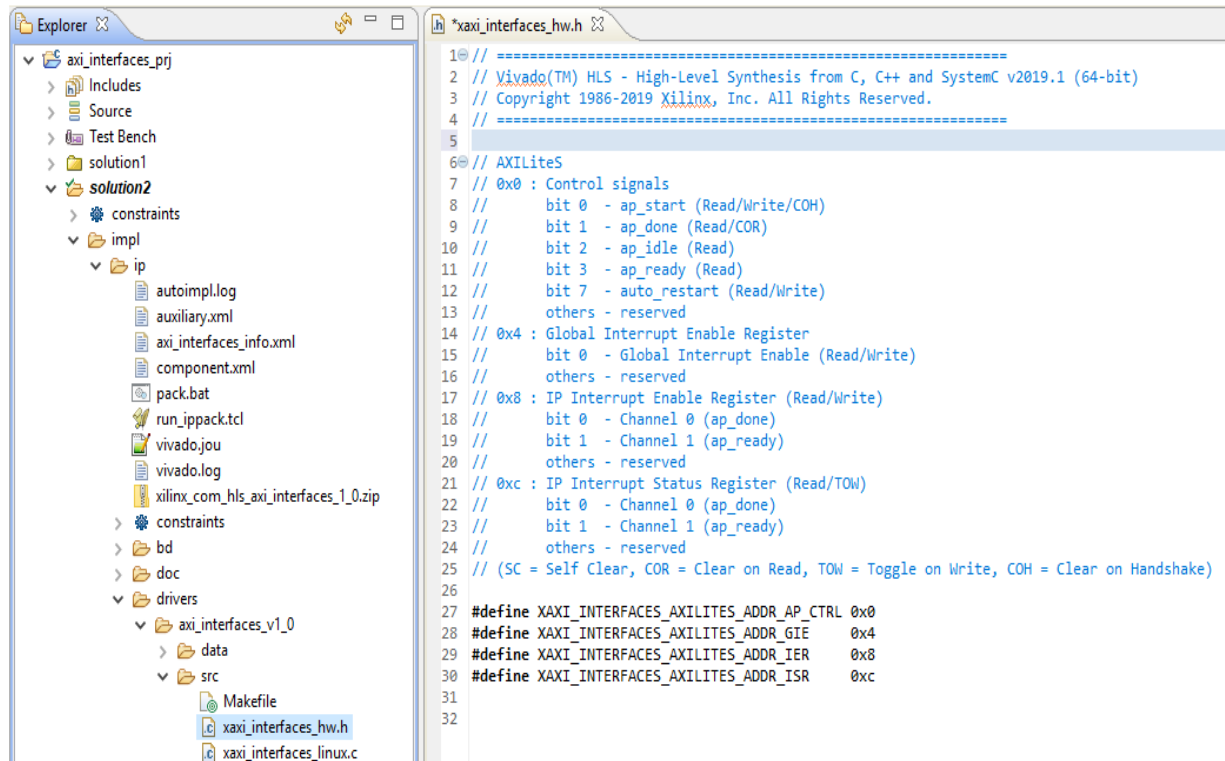 Explorer
axi_interfaces_prj
Includes
Source
Test Bench
solution1
solution2
constraints
impl
ip
autoimpl.log
auxiliary.xml
axi_interfaces_info.xml
component.xml
pack.bat
run_ippack.tcl
vivado.jou
vivado.log
xilinx_com_hls_axi_interfaces_1_0.zip
constraints
bd
doc
drivers
axi_interfaces_v1_0
data
src
Makefile
xaxi_interfaces_hw.h
xaxi_interfaces_linux.c
*xaxi_interfaces_hw.h
1 // ==============================================================
2 // Vivado(TM) HLS - High-Level Synthesis from C, C++ and SystemC v2019.1 (64-bit)
3 // Copyright 1986-2019 Xilinx, Inc. All Rights Reserved.
4 // ==============================================================
5
6 // AXILiteS
7 // 0x0 : Control signals
8 //       bit 0  - ap_start (Read/Write/COH)
9 //       bit 1  - ap_done (Read/COR)
10 //       bit 2  - ap_idle (Read)
11 //       bit 3  - ap_ready (Read)
12 //       bit 7  - auto_restart (Read/Write)
13 //       others - reserved
14 // 0x4 : Global Interrupt Enable Register
15 //       bit 0  - Global Interrupt Enable (Read/Write)
16 //       others - reserved
17 // 0x8 : IP Interrupt Enable Register (Read/Write)
18 //       bit 0  - Channel 0 (ap_done)
19 //       bit 1  - Channel 1 (ap_ready)
20 //       others - reserved
21 // 0xc : IP Interrupt Status Register (Read/TOW)
22 //       bit 0  - Channel 0 (ap_done)
23 //       bit 1  - Channel 1 (ap_ready)
24 //       others - reserved
25 // (SC = Self Clear, COR = Clear on Read, TOW = Toggle on Write, COH = Clear on Handshake)
26
27 #define XAXI_INTERFACES_AXILITES_ADDR_AP_CTRL 0x0
28 #define XAXI_INTERFACES_AXILITES_ADDR_GIE     0x4
29 #define XAXI_INTERFACES_AXILITES_ADDR_IER     0x8
30 #define XAXI_INTERFACES_AXILITES_ADDR_ISR     0xc
31
32